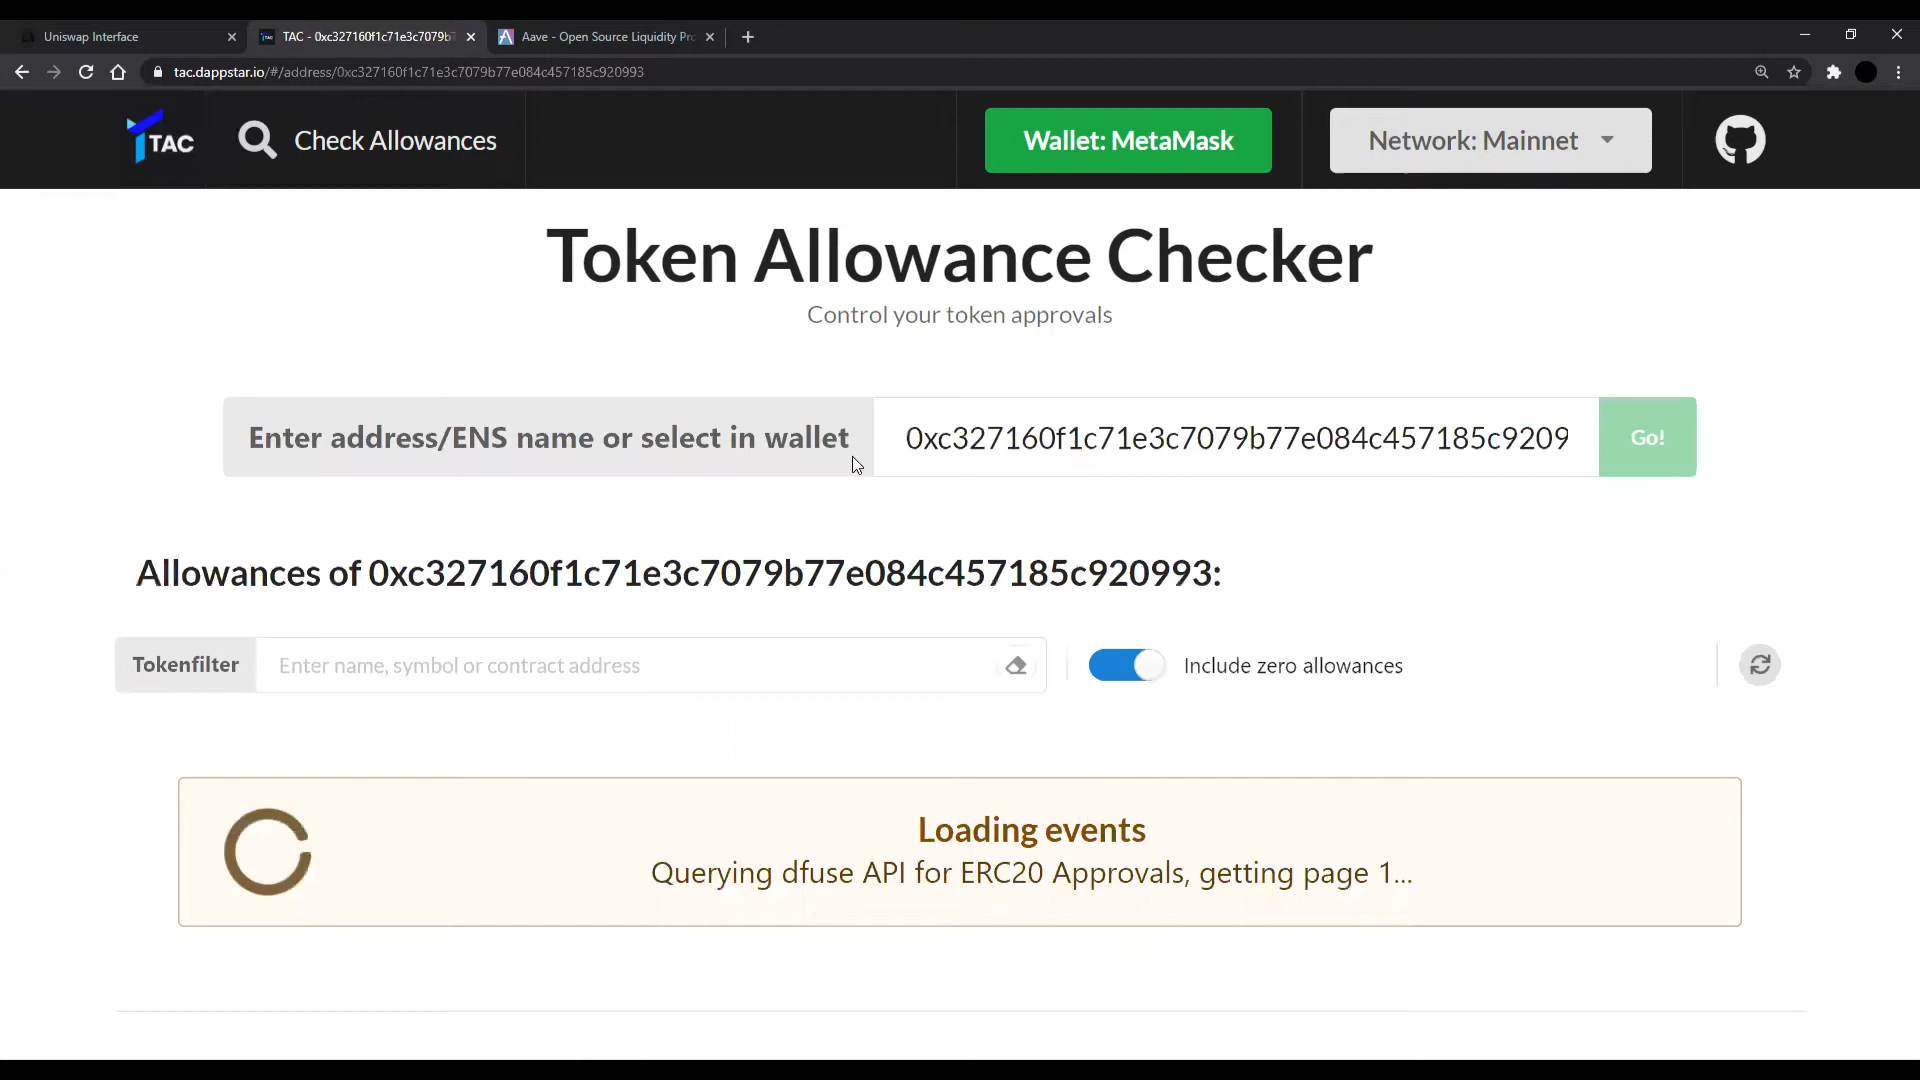 Uniswap Interface
TAC - 0xc327160f1c71e3c7079b7
Aave - Open Source Liquidity Pro
tac.dappstar.io/#/address/0xc327160f1c71e3c7079b77e084c457185c920993
TAC
Check Allowances
Wallet: MetaMask
Network: Mainnet
Token Allowance Checker
Control your token approvals
Enter address/ENS name or select in wallet
0xc327160f1c71e3c7079b77e084c457185c9209
Go!
Allowances of 0xc327160f1c71e3c7079b77e084c457185c920993:
Tokenfilter
Enter name, symbol or contract address
Include zero allowances
Loading events
Querying dfuse API for ERC20 Approvals, getting page 1...